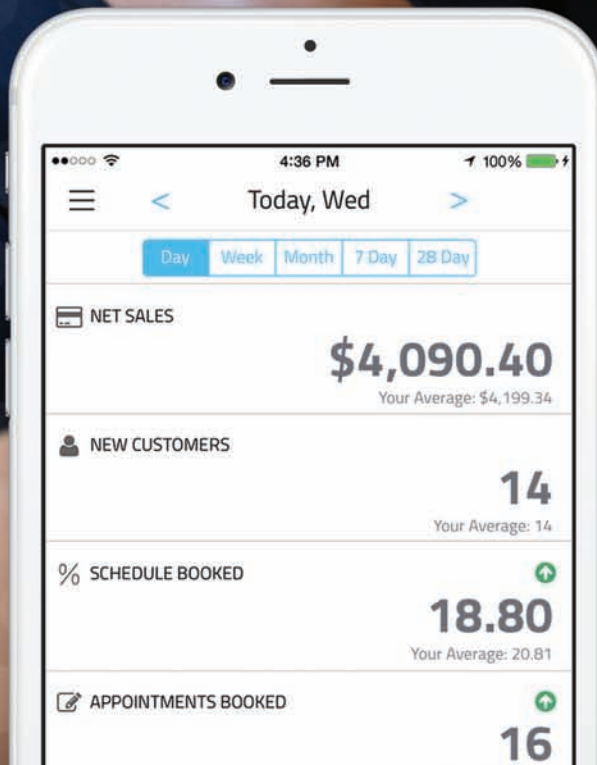 4:36 PM 100%
< Today, Wed >
Day Week Month 7 Day 28 Day
NET SALES
$4,090.40
Your Average: $4,199.34
NEW CUSTOMERS
14
Your Average: 14
% SCHEDULE BOOKED
18.80
Your Average: 20.81
APPOINTMENTS BOOKED
16